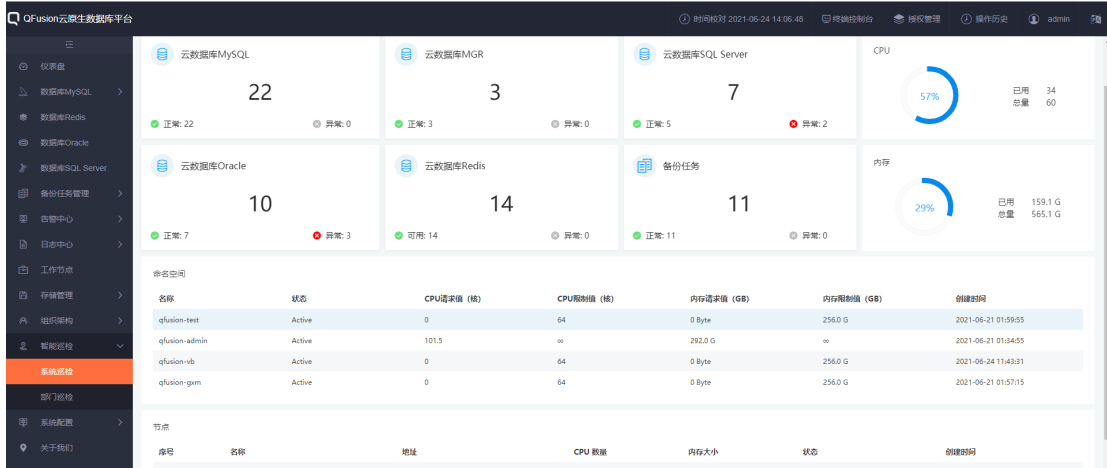 QFusion云原生数据库平台
时间校对 2021-06-24 14:06:48 终端控制台 授权管理 操作历史 admin
仪表盘
数据库MySQL
数据库Redis
数据库Oracle
数据库SQL Server
备份任务管理
告警中心
日志中心
工作节点
存储管理
组织架构
智能巡检
系统巡检
部门巡检
系统配置
关于我们
云数据库MySQL
22
正常: 22 异常: 0
云数据库MGR
3
正常: 3 异常: 0
云数据库SQL Server
7
正常: 5 异常: 2
CPU
57%
已用 34
总量 60
云数据库Oracle
10
正常: 7 异常: 3
云数据库Redis
14
可用: 14 异常: 0
备份任务
11
正常: 11 异常: 0
内存
29%
已用 159.1 G
总量 565.1 G
命名空间
名称 状态 CPU请求值 (核) CPU限制值 (核) 内存请求值 (GB) 内存限制值 (GB) 创建时间
qfusion-test Active 0 64 0 Byte 256.0 G 2021-06-21 01:59:55
qfusion-admin Active 101.5 ∞ 292.0 G ∞ 2021-06-21 01:34:55
qfusion-vb Active 0 64 0 Byte 256.0 G 2021-06-24 11:43:31
qfusion-gxm Active 0 64 0 Byte 256.0 G 2021-06-21 01:57:15
节点
序号 名称 地址 CPU 数量 内存大小 状态 创建时间